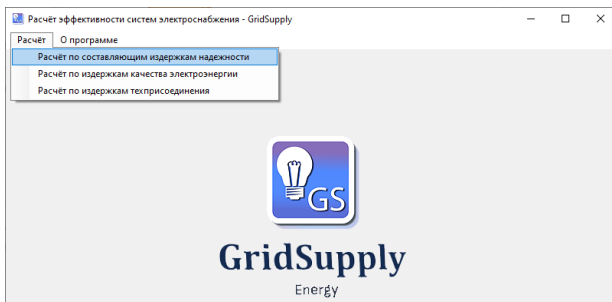 Расчёт эффективности систем электроснабжения - GridSupply
Расчёт О программе
Расчёт по составляющим издержкам надежности
Расчёт по издержкам качества электроэнергии
Расчёт по издержкам техприсоединения
GS
GridSupply
Energy